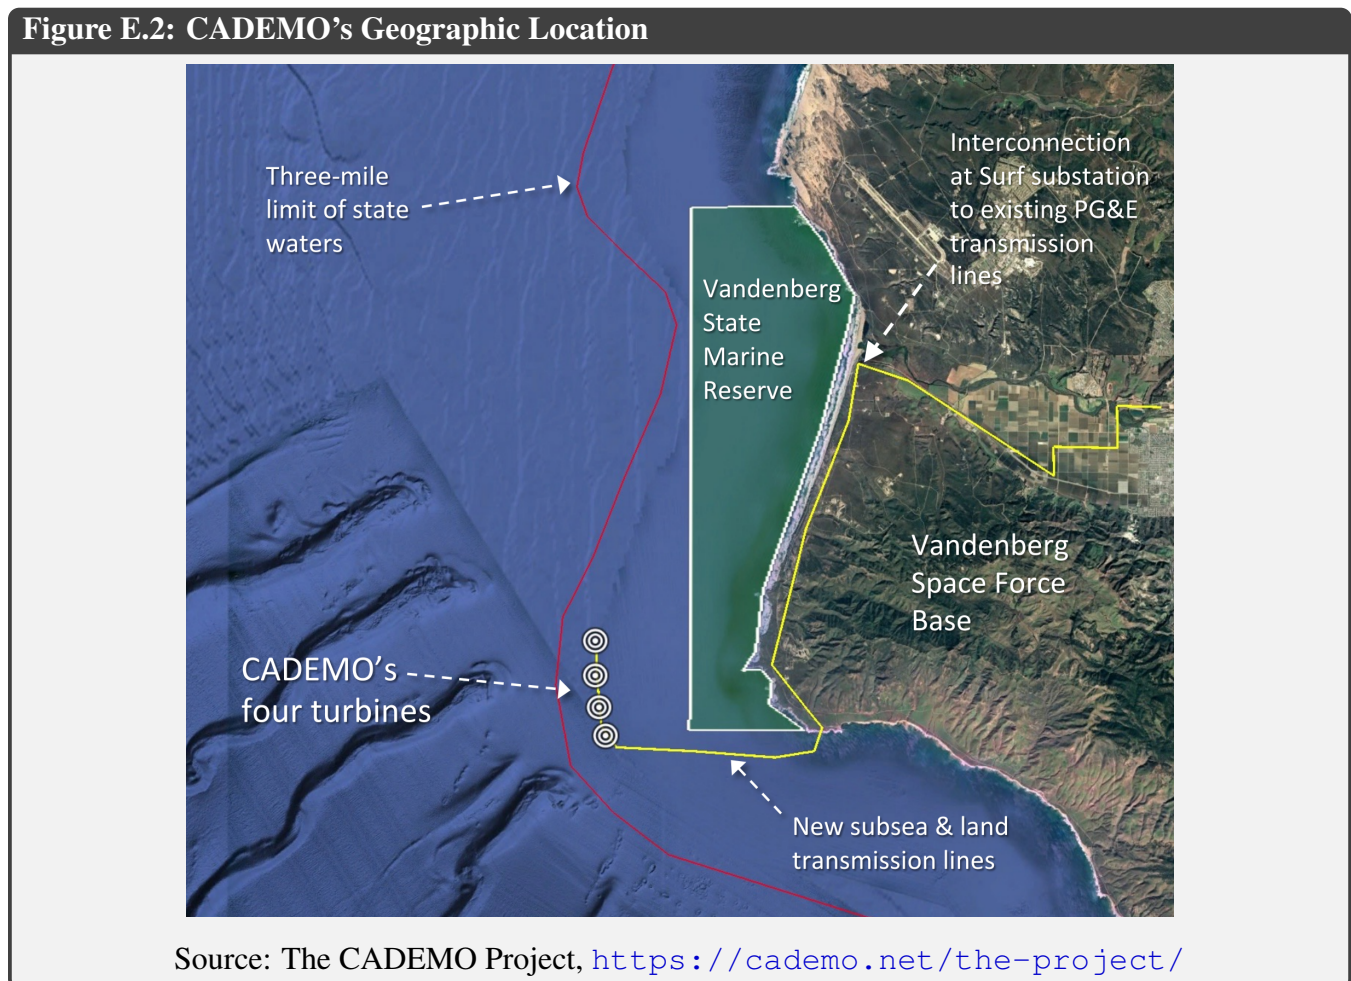 Figure E.2: CADEMO's Geographic Location
Three-mile
limit of state
waters
Interconnection
at Surf substation
to existing PG&E
transmission
lines
Vandenberg
State
Marine
Reserve
Vandenberg
Space Force
Base
CADEMO's
four turbines
New subsea & land
transmission lines
Source: The CADEMO Project, https://cademo.net/the-project/